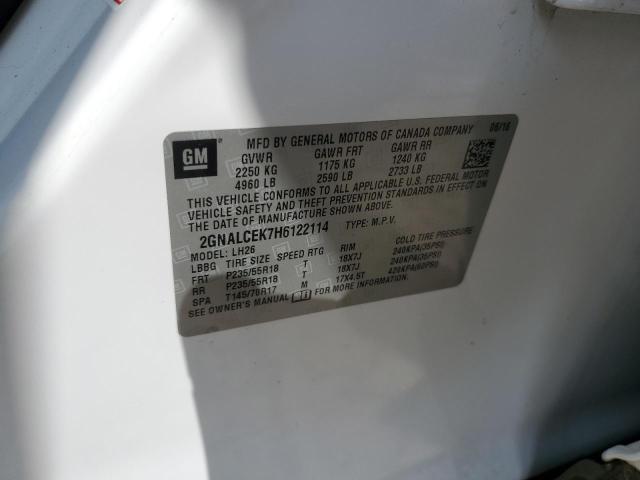 GM
MFD BY GENERAL MOTORS OF CANADA COMPANY 06/16
GVWR GAWR FRT GAWR RR
2250 KG 1175 KG 1240 KG
4960 LB 2590 LB 2733 LB
THIS VEHICLE CONFORMS TO ALL APPLICABLE U.S. FEDERAL MOTOR
VEHICLE SAFETY AND THEFT PREVENTION STANDARDS IN EFFECT ON
THE DATE OF MANUFACTURE SHOWN ABOVE.
2GNALCEK7H6122114 TYPE: M.P.V.
MODEL: LH26
LBBG TIRE SIZE SPEED RTG RIM COLD TIRE PRESSURE
FRT P235/55R18 T 18X7J 240KPA(35PSI)
RR P235/55R18 T 18X7J 240KPA(35PSI)
SPA T145/70R17 M 17X4.5T 420KPA(60PSI)
SEE OWNER'S MANUAL FOR MORE INFORMATION.